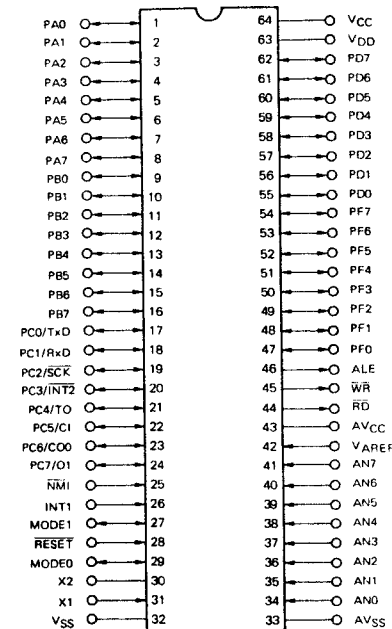 PA0 1 64 VCC
PA1 2 63 VDD
PA2 3 62 PD7
PA3 4 61 PD6
PA4 5 60 PD5
PA5 6 59 PD4
PA6 7 58 PD3
PA7 8 57 PD2
PB0 9 56 PD1
PB1 10 55 PD0
PB2 11 54 PF7
PB3 12 53 PF6
PB4 13 52 PF5
PB5 14 51 PF4
PB6 15 50 PF3
PB7 16 49 PF2
PC0/TxD 17 48 PF1
PC1/RxD 18 47 PF0
PC2/SCK 19 46 ALE
PC3/INT2 20 45 WR
PC4/TO 21 44 RD
PC5/CI 22 43 AVCC
PC6/CO0 23 42 VAREF
PC7/O1 24 41 AN7
NMI 25 40 AN6
INT1 26 39 AN5
MODE1 27 38 AN4
RESET 28 37 AN3
MODE0 29 36 AN2
X2 30 35 AN1
X1 31 34 AN0
VSS 32 33 AVSS